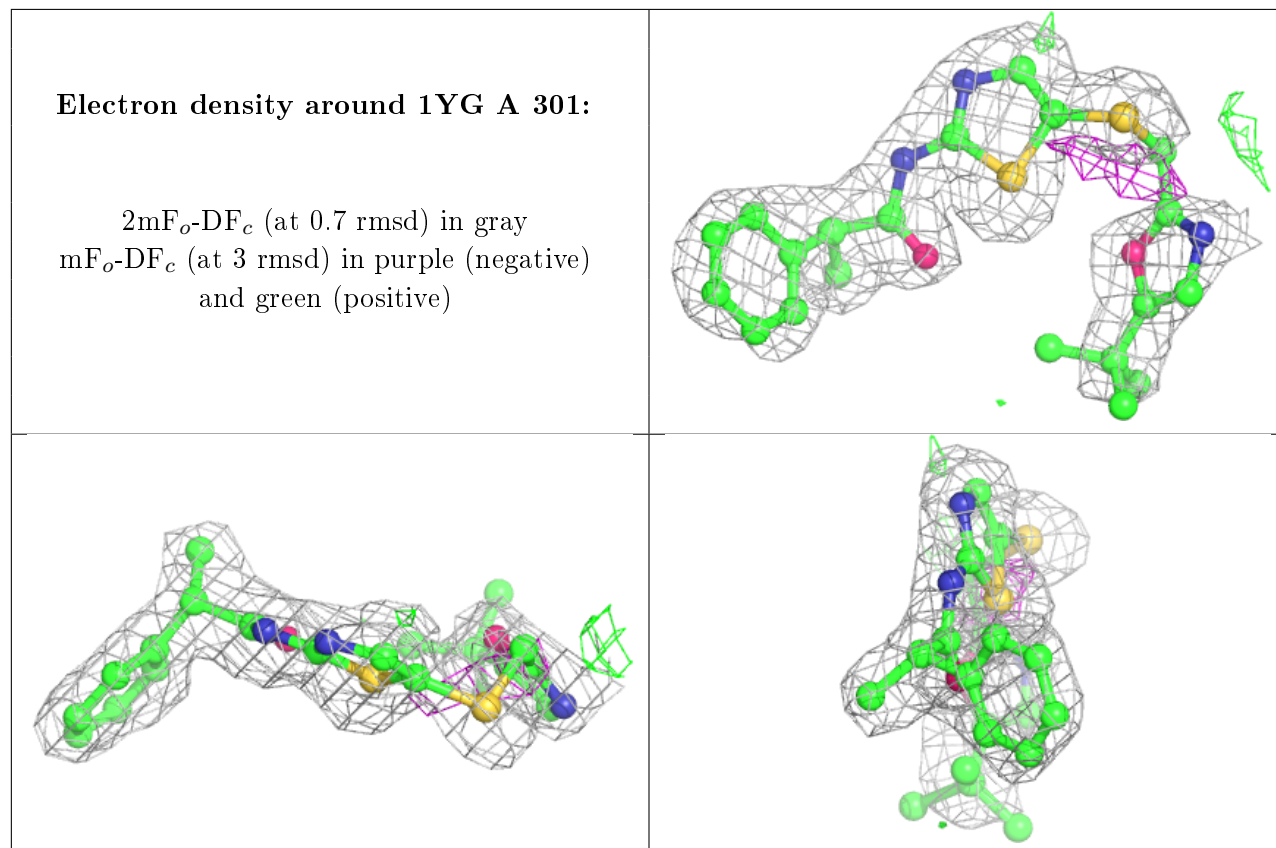 Electron density around 1YG A 301:
2mFo-DFc (at 0.7 rmsd) in gray
mFo-DFc (at 3 rmsd) in purple (negative)
and green (positive)